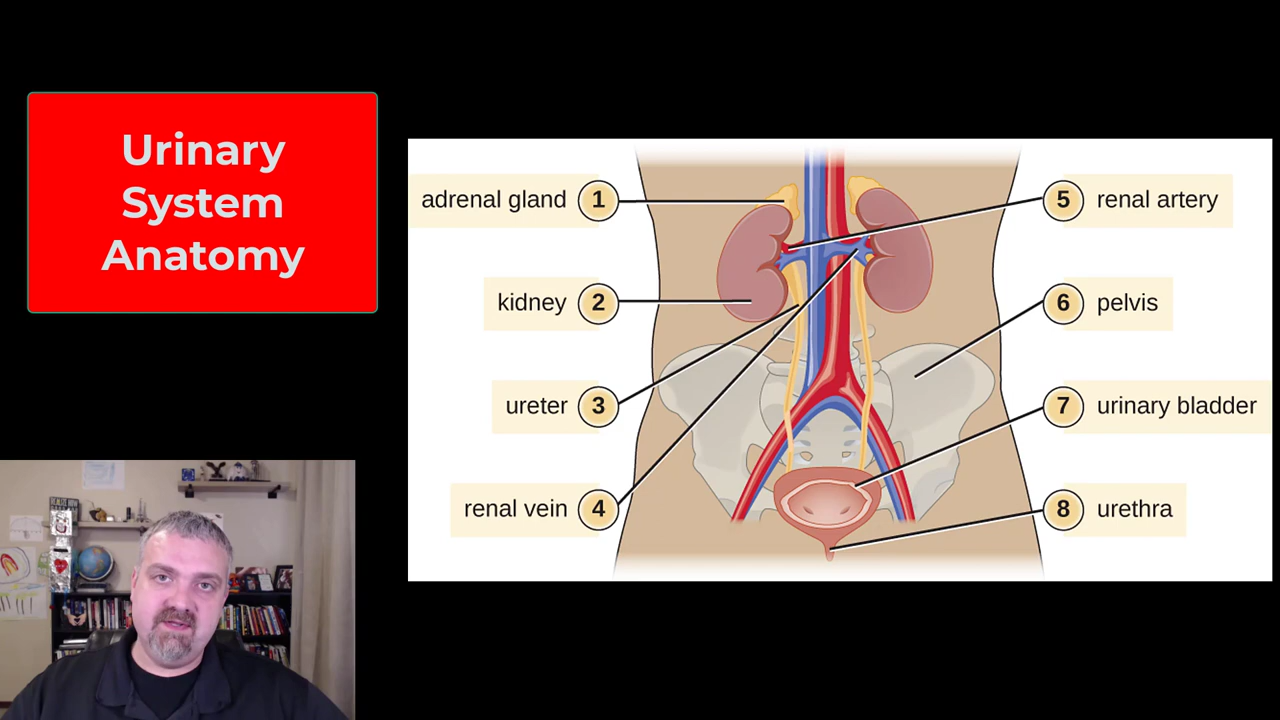 Urinary
System
Anatomy
adrenal gland 1
kidney 2
ureter 3
renal vein 4
5 renal artery
6 pelvis
7 urinary bladder
8 urethra